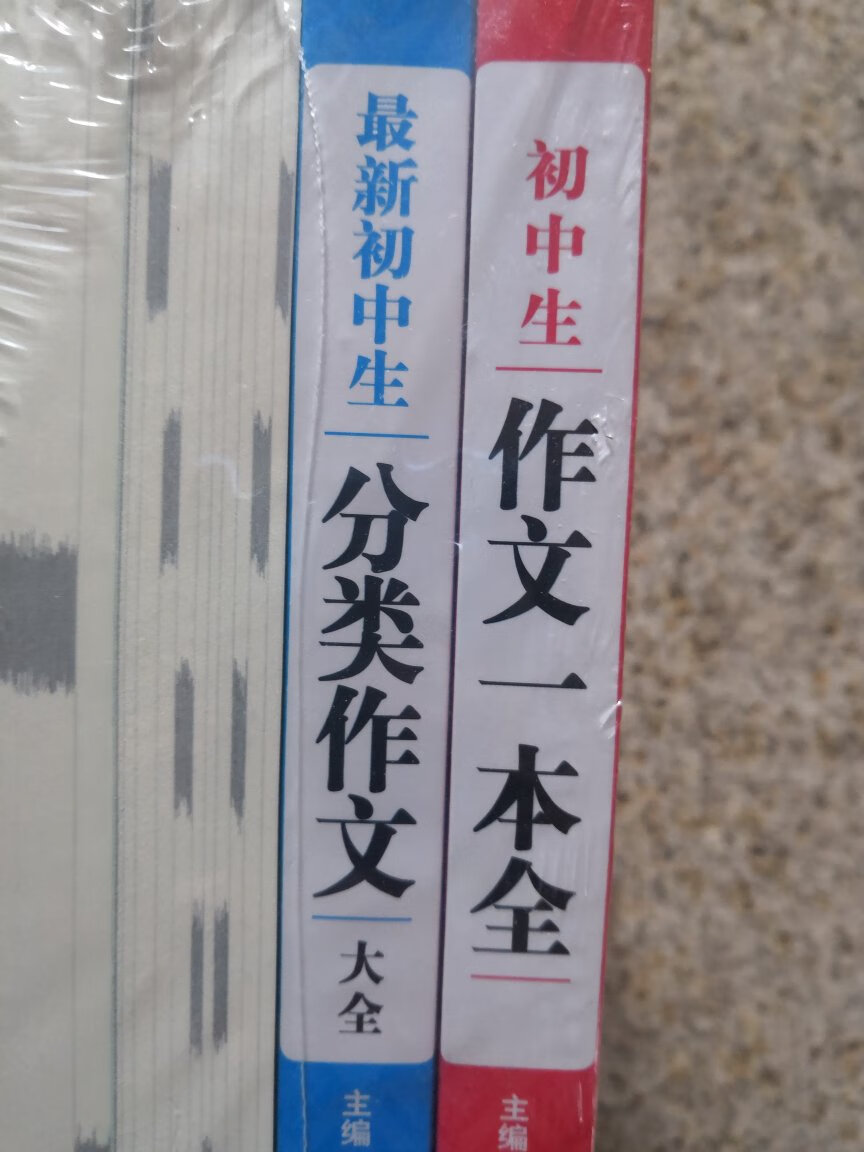 最新初中生
分类作文
大全
主编
初中生
作文一本全
主编